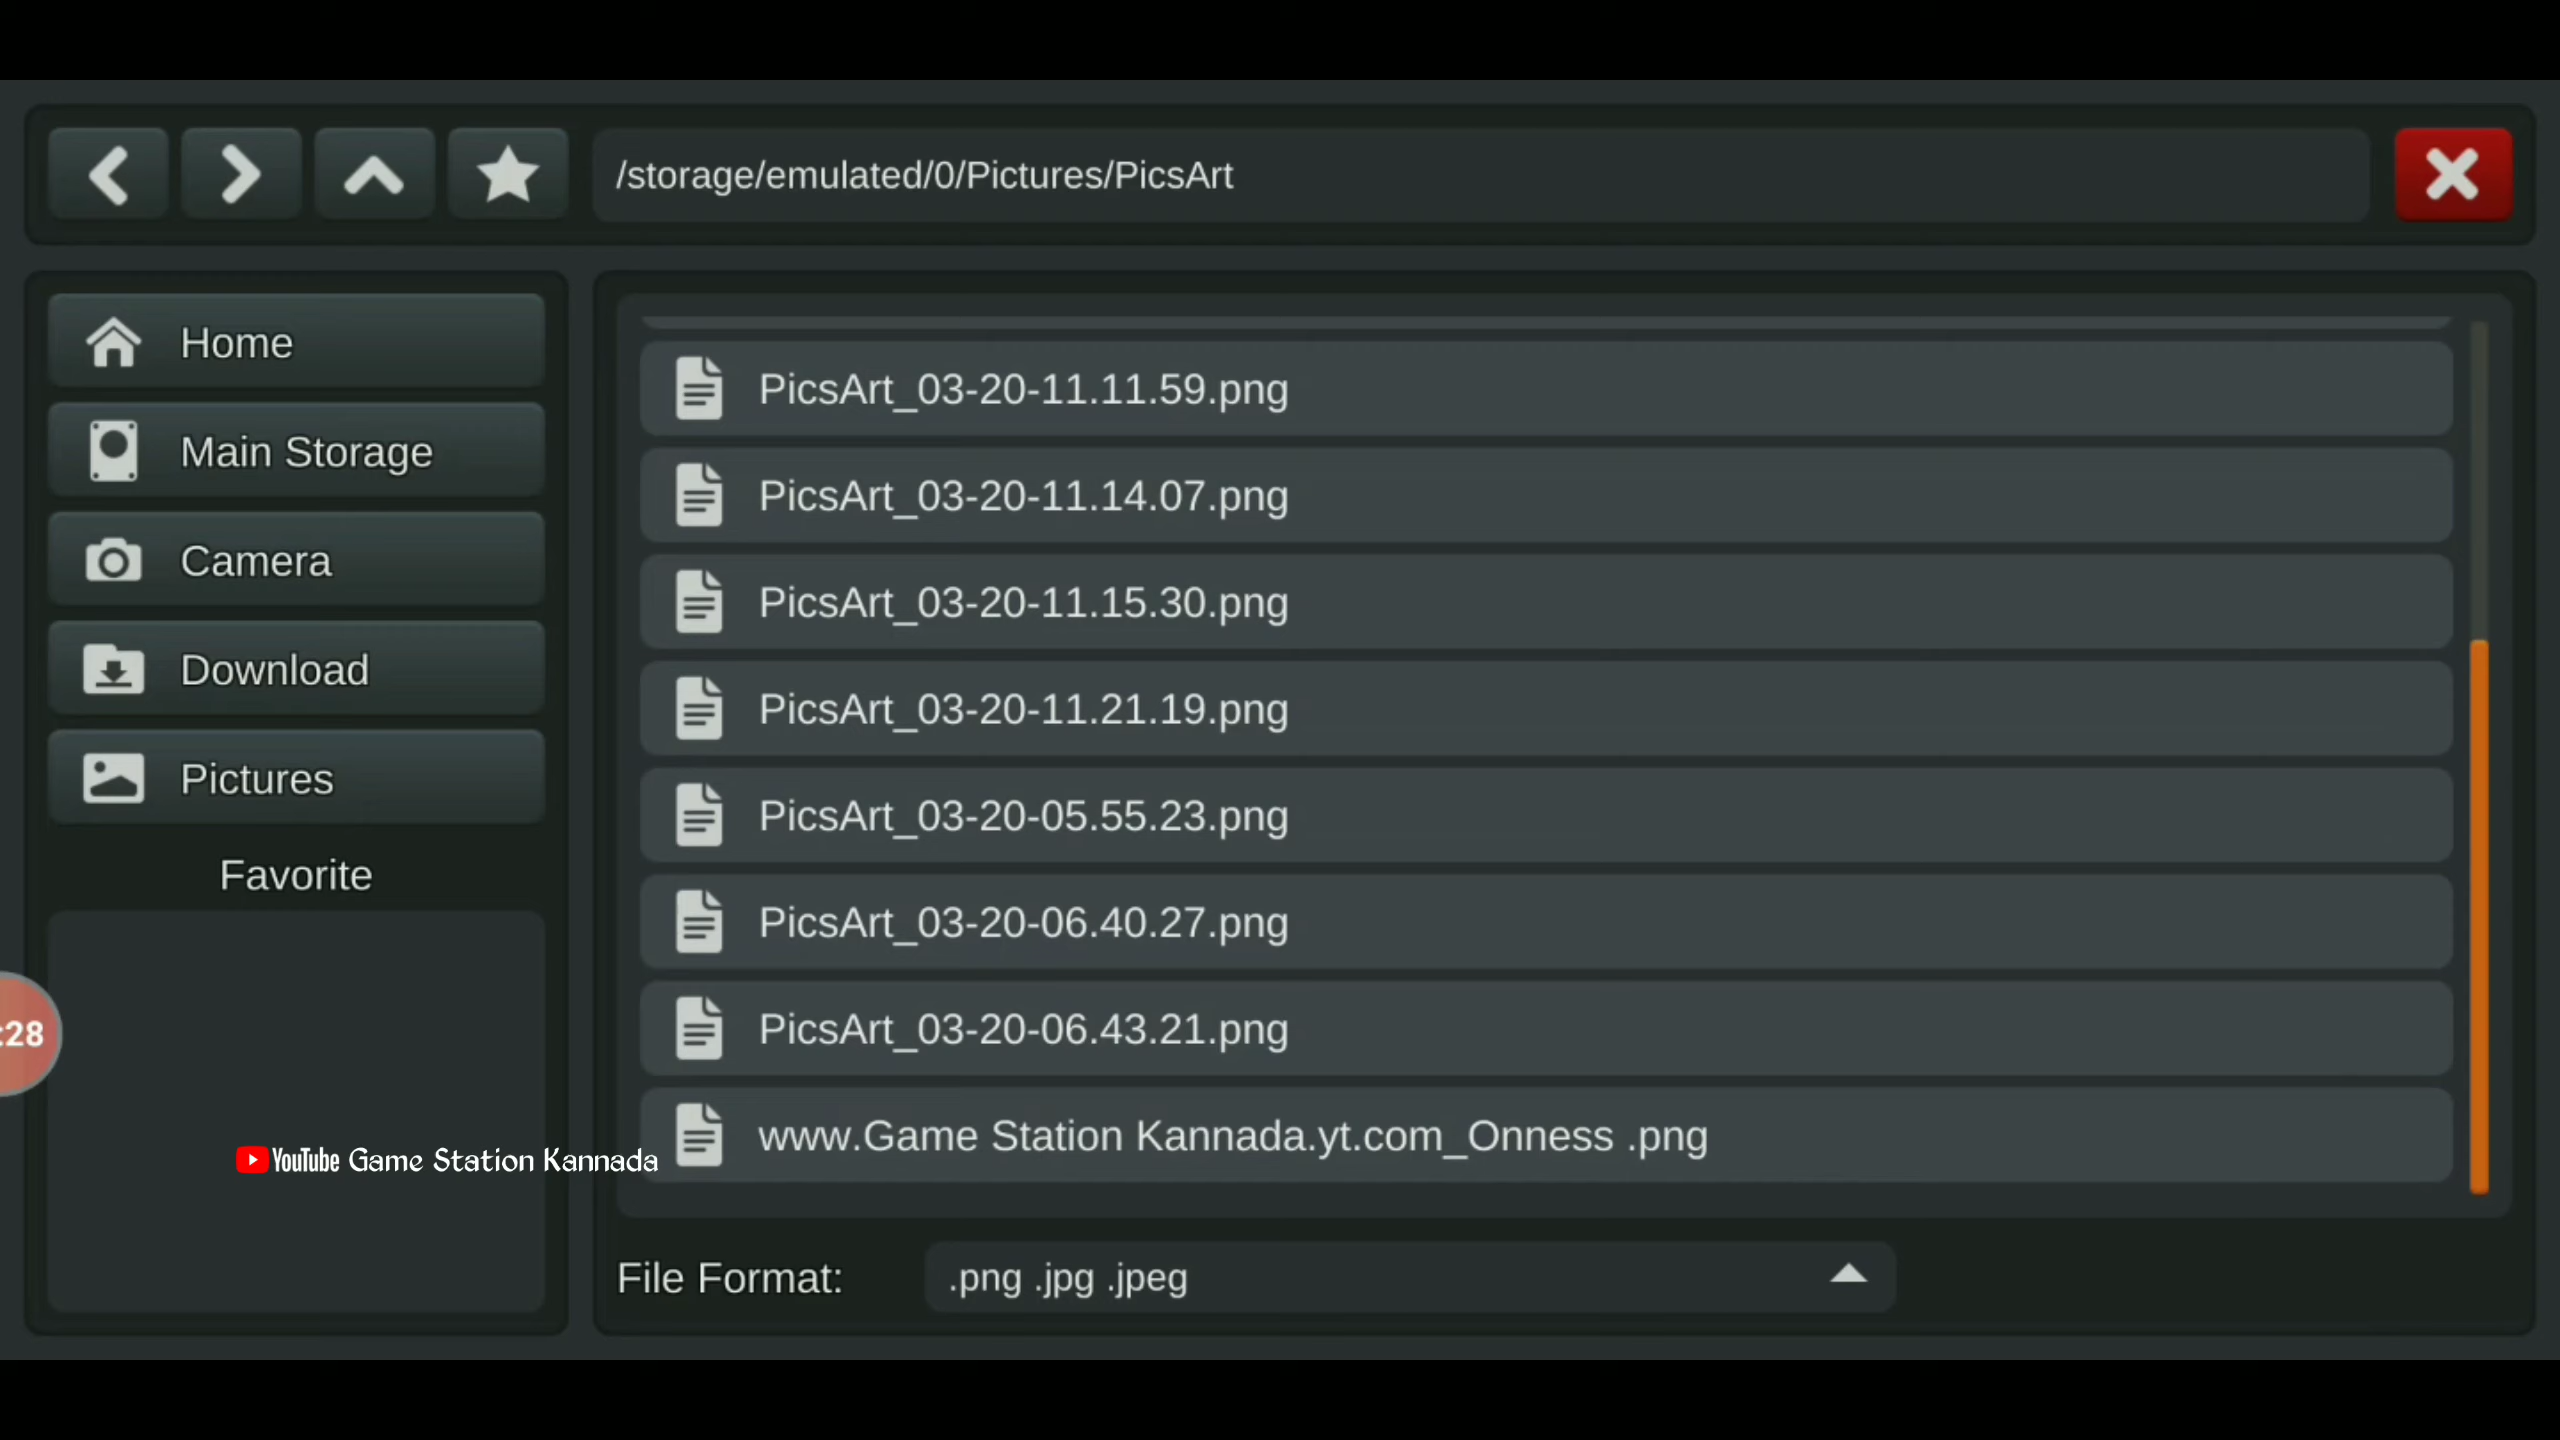 /storage/emulated/0/Pictures/PicsArt
Home
Main Storage
Camera
Download
Pictures
Favorite
:28
YouTube Game Station Kannada
PicsArt_03-20-11.11.59.png
PicsArt_03-20-11.14.07.png
PicsArt_03-20-11.15.30.png
PicsArt_03-20-11.21.19.png
PicsArt_03-20-05.55.23.png
PicsArt_03-20-06.40.27.png
PicsArt_03-20-06.43.21.png
www.Game Station Kannada.yt.com_Onness .png
File Format: .png .jpg .jpeg